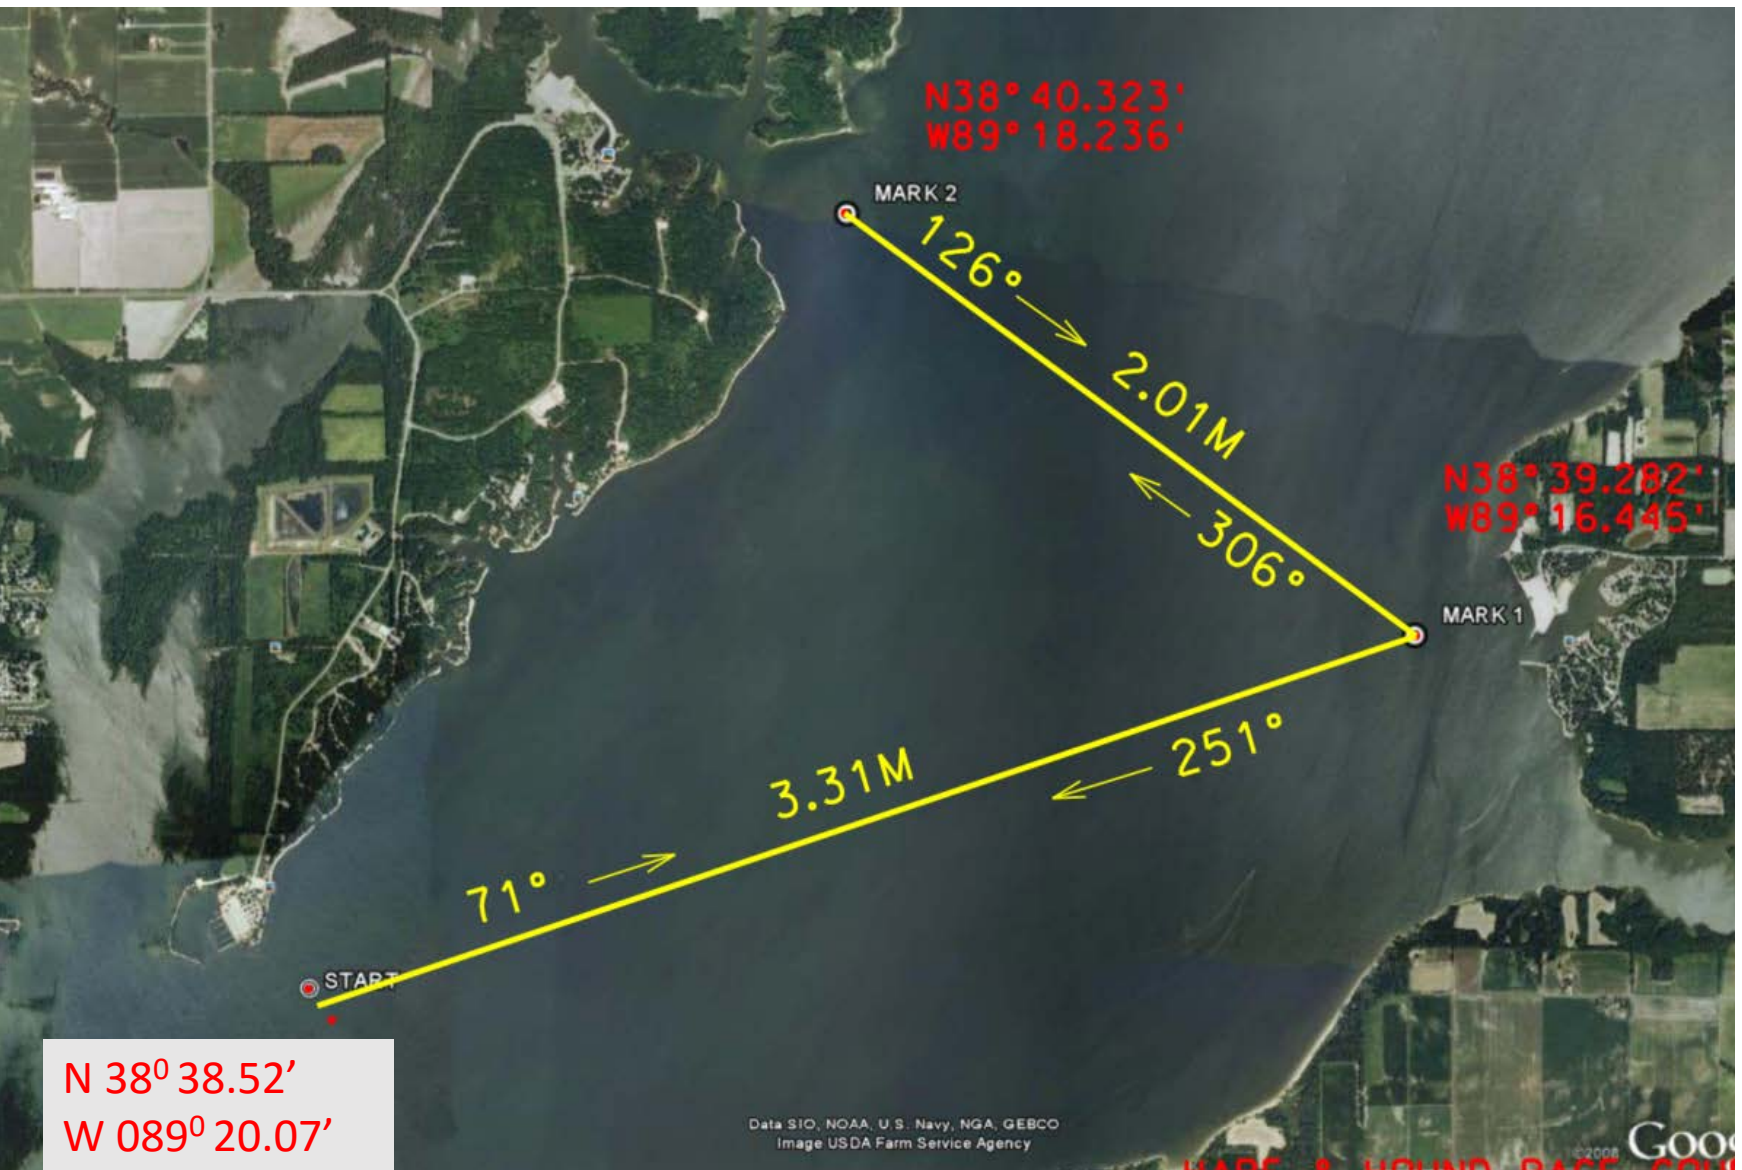 N38° 40.323'
W89° 18.236'
MARK 2
126°
2.01M
306°
N38° 39.282'
W89° 16.445'
MARK 1
251°
3.31M
71°
START
N 38⁰ 38.52’
W 089⁰ 20.07’
Data SIO, NOAA, U.S. Navy, NGA, GEBCO
Image USDA Farm Service Agency
©2008 Goo